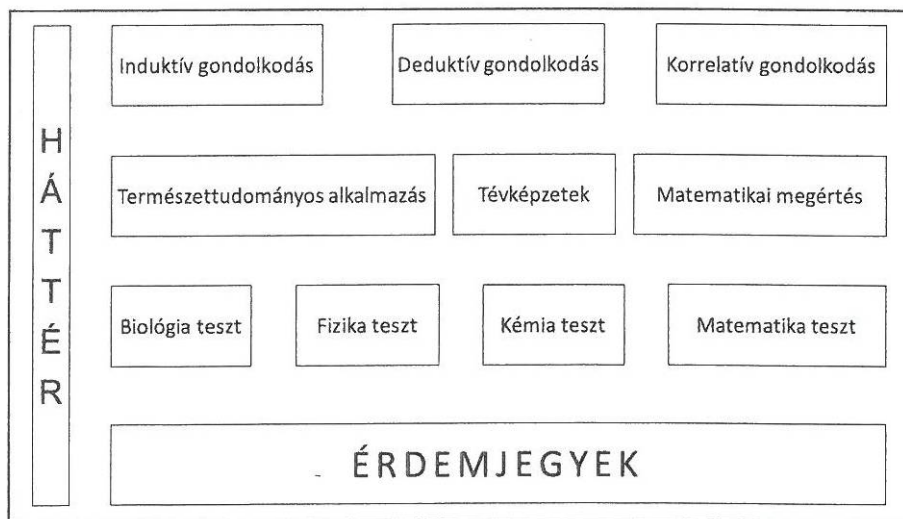 HÁTTÉR
Induktív gondolkodás
Deduktív gondolkodás
Korrelatív gondolkodás
Természettudományos alkalmazás
Tévképzetek
Matematikai megértés
Biológia teszt
Fizika teszt
Kémia teszt
Matematika teszt
ÉRDEMJEGYEK